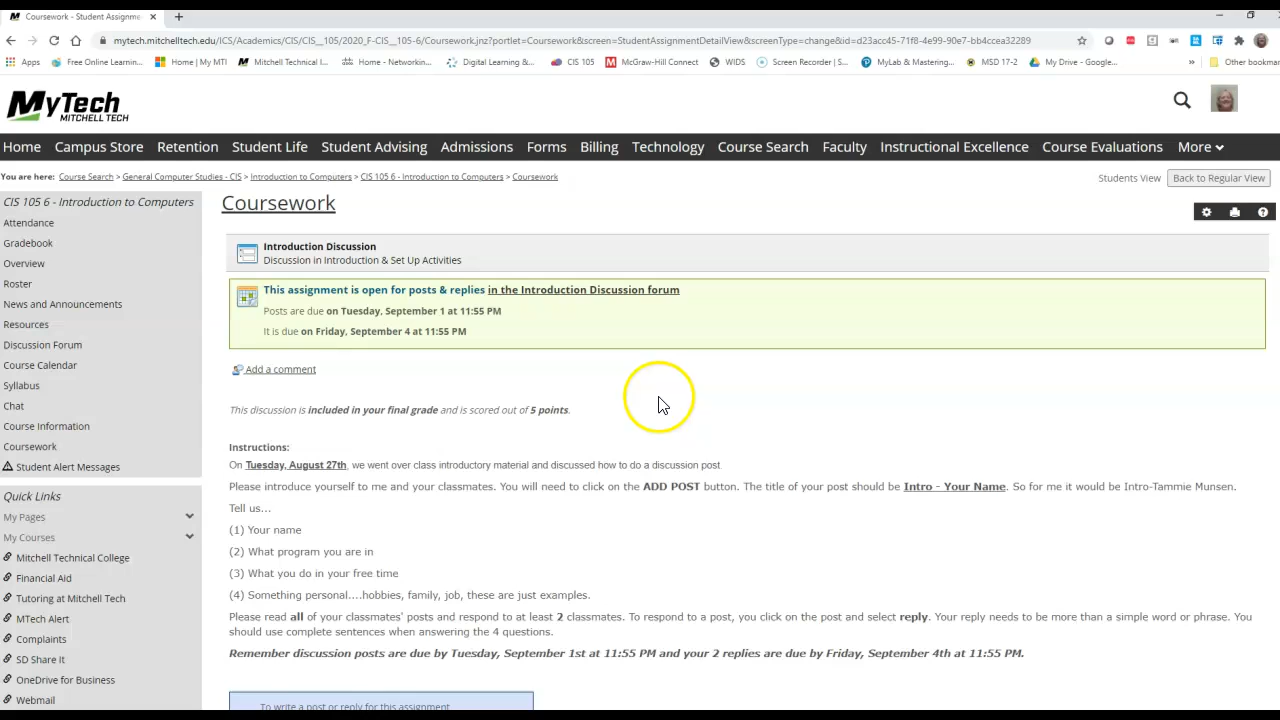 Coursework - Student Assignme
mytech.mitchelltech.edu/ICS/Academics/CIS/CIS__105/2020_F-CIS__105-6/Coursework.jnz?portlet=Coursework&screen=StudentAssignmentDetailView&screenType=change&id=d23acc45-71f8-4e99-90e7-bb4ccea32289
Apps Free Online Learnin... Home | My MTI Mitchell Technical I... Home - Networkin... Digital Learning &... CIS 105 McGraw-Hill Connect WIDS Screen Recorder | S... MyLab & Mastering... MSD 17-2 My Drive - Google... » Other bookmar
MyTech
MITCHELL TECH
Home Campus Store Retention Student Life Student Advising Admissions Forms Billing Technology Course Search Faculty Instructional Excellence Course Evaluations More
You are here: Course Search > General Computer Studies - CIS > Introduction to Computers > CIS 105 6 - Introduction to Computers > Coursework
Students View Back to Regular View
CIS 105 6 - Introduction to Computers
Attendance
Gradebook
Overview
Roster
News and Announcements
Resources
Discussion Forum
Course Calendar
Syllabus
Chat
Course Information
Coursework
Student Alert Messages
Quick Links
My Pages
My Courses
Mitchell Technical College
Financial Aid
Tutoring at Mitchell Tech
MTech Alert
Complaints
SD Share It
OneDrive for Business
Webmail
Coursework
Introduction Discussion
Discussion in Introduction & Set Up Activities
This assignment is open for posts & replies in the Introduction Discussion forum
Posts are due on Tuesday, September 1 at 11:55 PM
It is due on Friday, September 4 at 11:55 PM
Add a comment
This discussion is included in your final grade and is scored out of 5 points.
Instructions:
On Tuesday, August 27th, we went over class introductory material and discussed how to do a discussion post
Please introduce yourself to me and your classmates. You will need to click on the ADD POST button. The title of your post should be Intro - Your Name. So for me it would be Intro-Tammie Munsen.
Tell us...
(1) Your name
(2) What program you are in
(3) What you do in your free time
(4) Something personal....hobbies, family, job, these are just examples.
Please read all of your classmates' posts and respond to at least 2 classmates. To respond to a post, you click on the post and select reply. Your reply needs to be more than a simple word or phrase. You
should use complete sentences when answering the 4 questions.
Remember discussion posts are due by Tuesday, September 1st at 11:55 PM and your 2 replies are due by Friday, September 4th at 11:55 PM.
To write a post or reply for this assignment